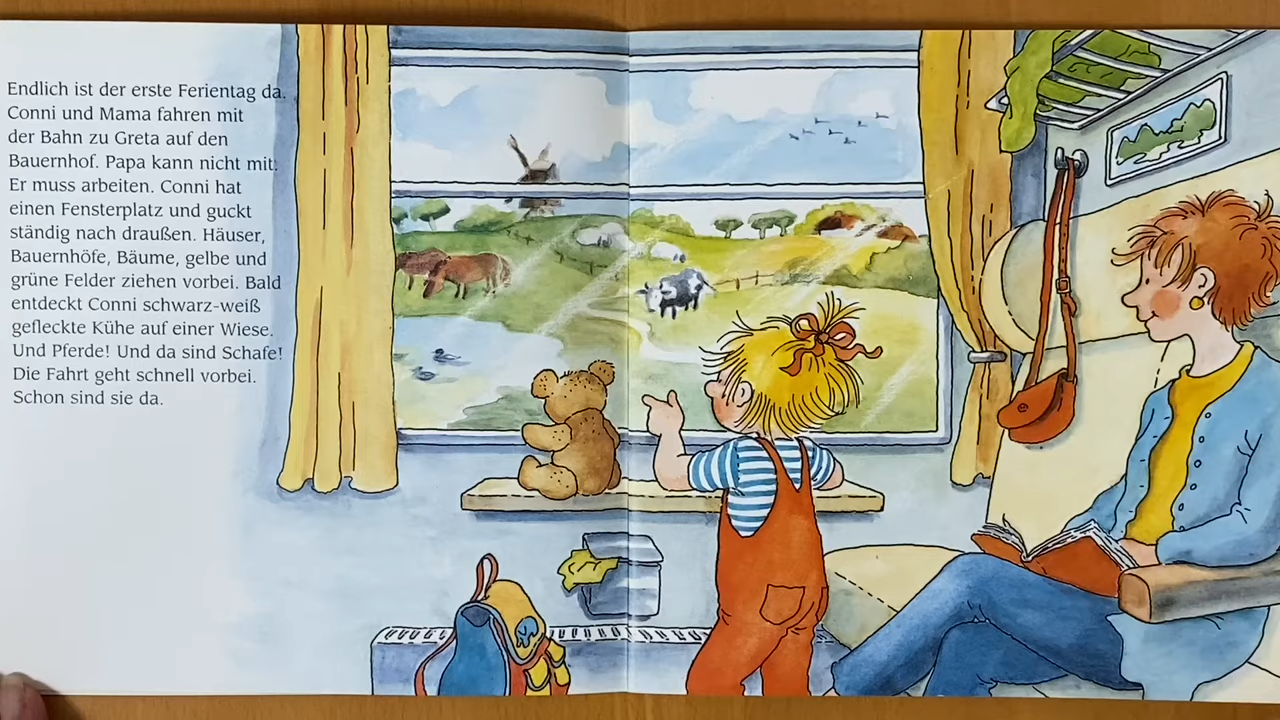 Endlich ist der erste Ferientag da.
Conni und Mama fahren mit
der Bahn zu Greta auf den
Bauernhof. Papa kann nicht mit.
Er muss arbeiten. Conni hat
einen Fensterplatz und guckt
ständig nach draußen. Häuser,
Bauernhöfe, Bäume, gelbe und
grüne Felder ziehen vorbei. Bald
entdeckt Conni schwarz-weiß
gefleckte Kühe auf einer Wiese.
Und Pferde! Und da sind Schafe!
Die Fahrt geht schnell vorbei.
Schon sind sie da.